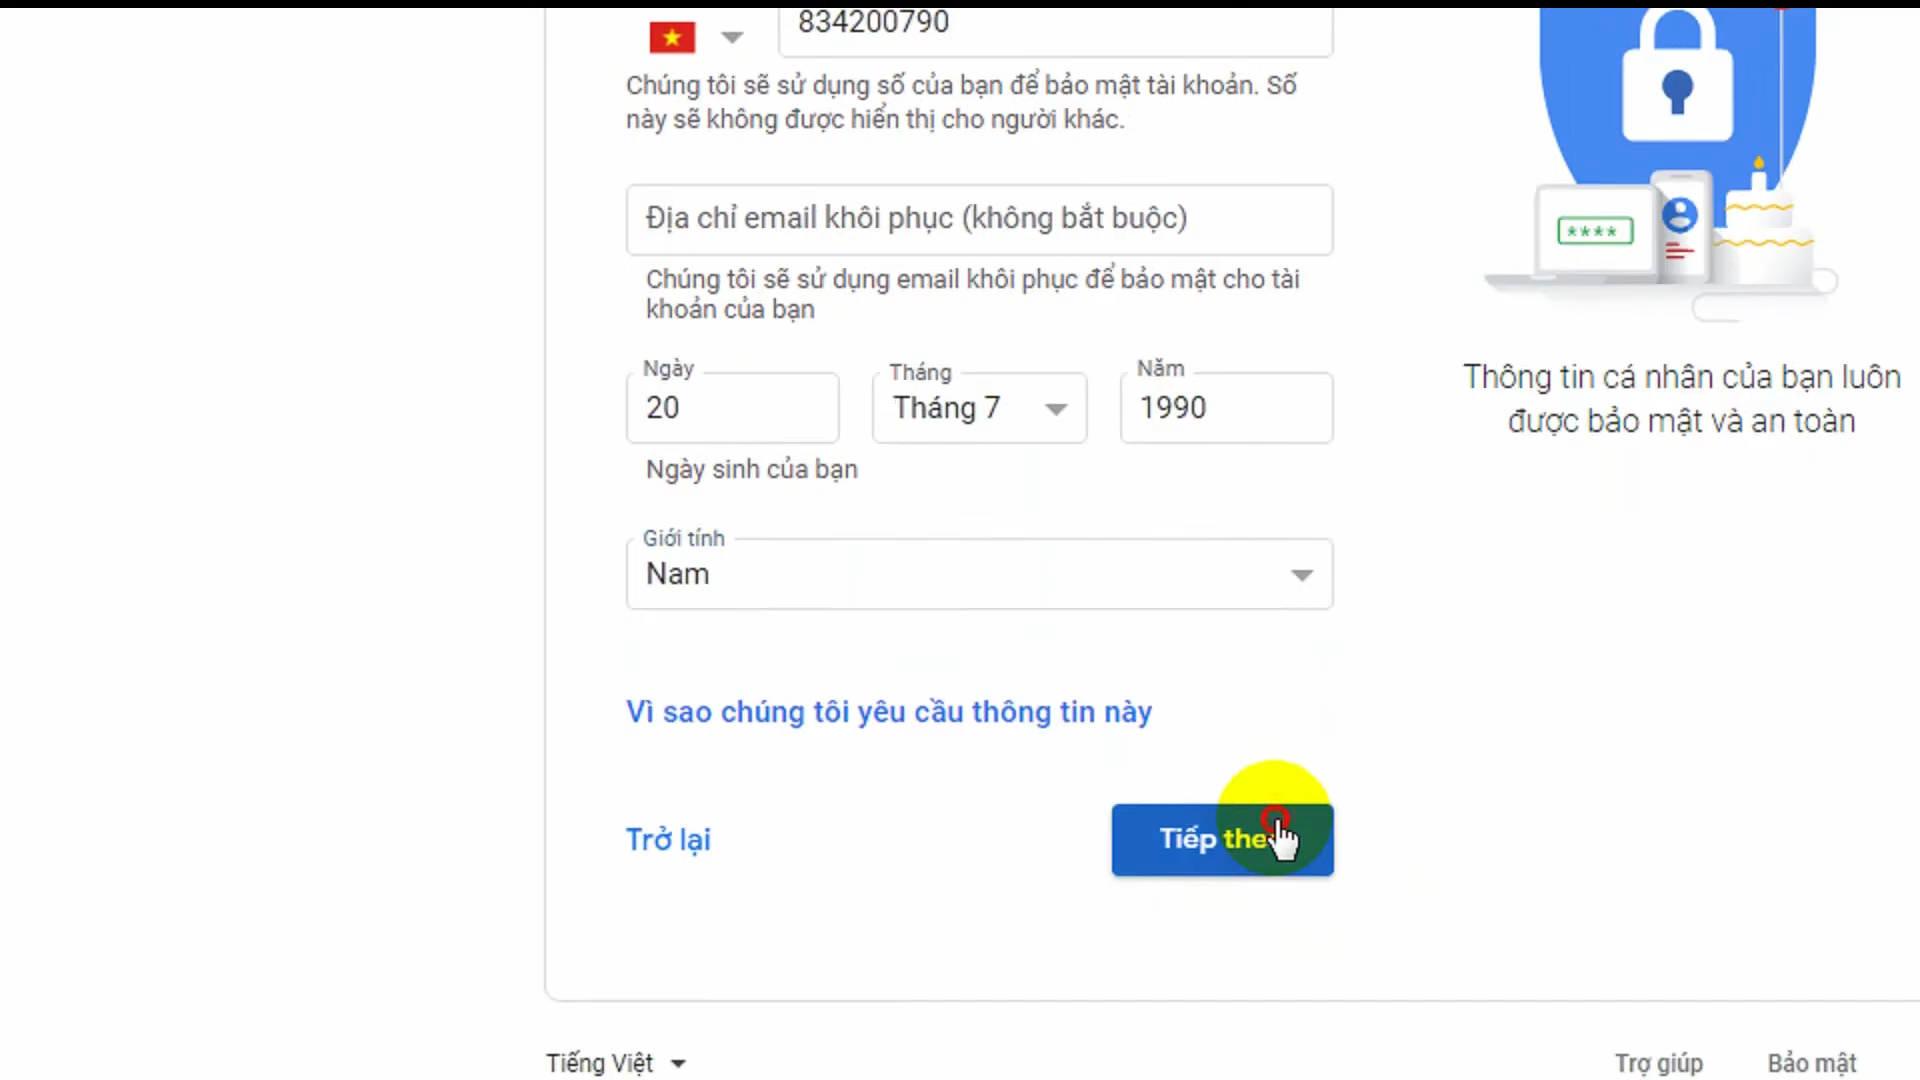 834200790
Chúng tôi sẽ sử dụng số của bạn để bảo mật tài khoản. Số
này sẽ không được hiển thị cho người khác.
Địa chỉ email khôi phục (không bắt buộc)
Chúng tôi sẽ sử dụng email khôi phục để bảo mật cho tài
khoản của bạn
Ngày
Tháng
Năm
20
Tháng 7
1990
Ngày sinh của bạn
Giới tính
Nam
Vì sao chúng tôi yêu cầu thông tin này
Trở lại
Tiếp the
****
Thông tin cá nhân của bạn luôn
được bảo mật và an toàn
Tiếng Việt
Trợ giúp
Bảo mật